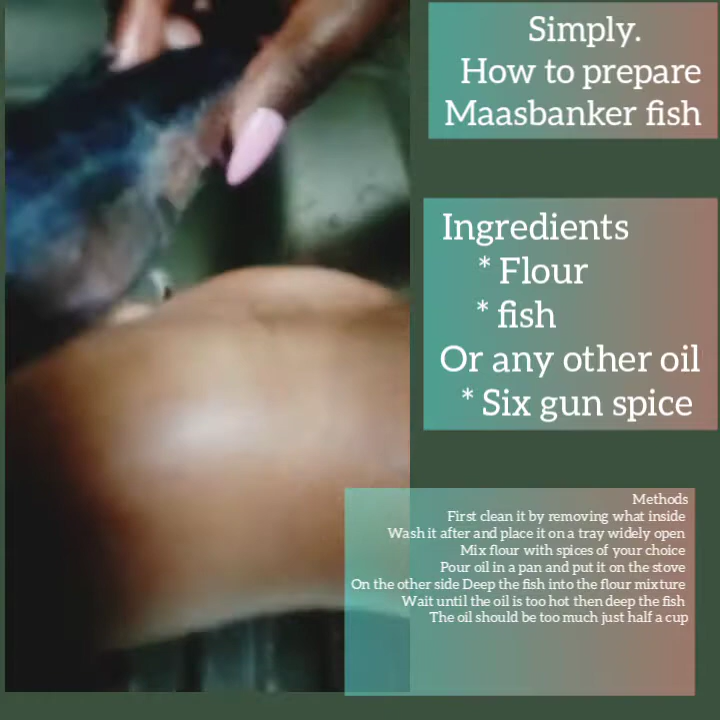 Simply.
How to prepare
Maasbanker fish
Ingredients
* Flour
* fish
Or any other oil
* Six gun spice
Methods
First clean it by removing what inside
Wash it after and place it on a tray widely open
Mix flour with spices of your choice
Pour oil in a pan and put it on the stove
On the other side Deep the fish into the flour mixture
Wait until the oil is too hot then deep the fish
The oil should be too much just half a cup